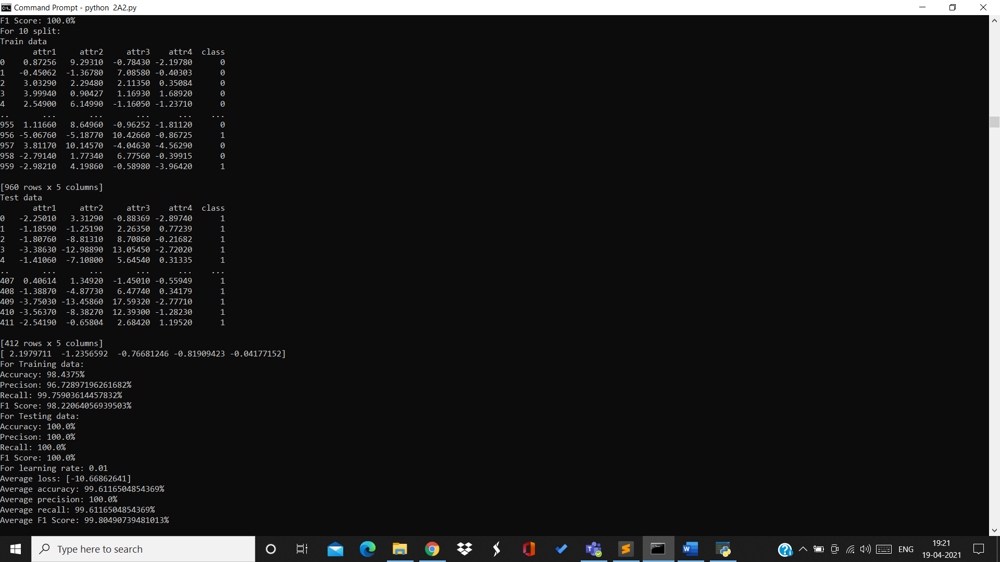 Command Prompt - python  2A2.py
F1 Score: 100.0%
For 10 split:
Train data
       attr1     attr2     attr3    attr4  class
0    0.87256   9.29310  -0.78430 -2.19780      0
1   -0.45062  -1.36780   7.08580 -0.40303      0
2    3.03290   2.29480   2.11350  0.35084      0
3    3.99940   0.90427   1.16930  1.68920      0
4    2.54900   6.14990  -1.16050 -1.23710      0
..       ...       ...       ...      ...    ...
955  1.11660   8.64960  -0.96252 -1.81120      0
956 -5.06760  -5.18770  10.42660 -0.86725      1
957  3.81170  10.14570  -4.04630 -4.56290      0
958 -2.79140   1.77340   6.77560 -0.39915      0
959 -2.98210   4.19860  -0.58980 -3.96420      1
[960 rows x 5 columns]
Test data
       attr1     attr2     attr3    attr4  class
0   -2.25010   3.31290  -0.88369 -2.89740      1
1   -1.18590  -1.25190   2.26350  0.77239      1
2   -1.80760  -8.81310   8.70860 -0.21682      1
3   -3.38630 -12.98890  13.05450 -2.72020      1
4   -1.41060  -7.10800   5.64540  0.31335      1
..       ...       ...       ...      ...    ...
407  0.40614   1.34920  -1.45010 -0.55949      1
408 -1.38870  -4.87730   6.47740  0.34179      1
409 -3.75030 -13.45860  17.59320 -2.77710      1
410 -3.56370  -8.38270  12.39300 -1.28230      1
411 -2.54190  -0.65804   2.68420  1.19520      1
[412 rows x 5 columns]
[ 2.1979711  -1.2356592  -0.76681246 -0.81909423 -0.04177152]
For Training data:
Accuracy: 98.4375%
Precison: 96.72897196261682%
Recall: 99.75903614457832%
F1 Score: 98.22064056939503%
For Testing data:
Accuracy: 100.0%
Precison: 100.0%
Recall: 100.0%
F1 Score: 100.0%
For learning rate: 0.01
Average loss: [-10.66862641]
Average accuracy: 99.6116504854369%
Average precision: 100.0%
Average recall: 99.6116504854369%
Average F1 Score: 99.80490739481013%
Type here to search
ENG
19:21
19-04-2021